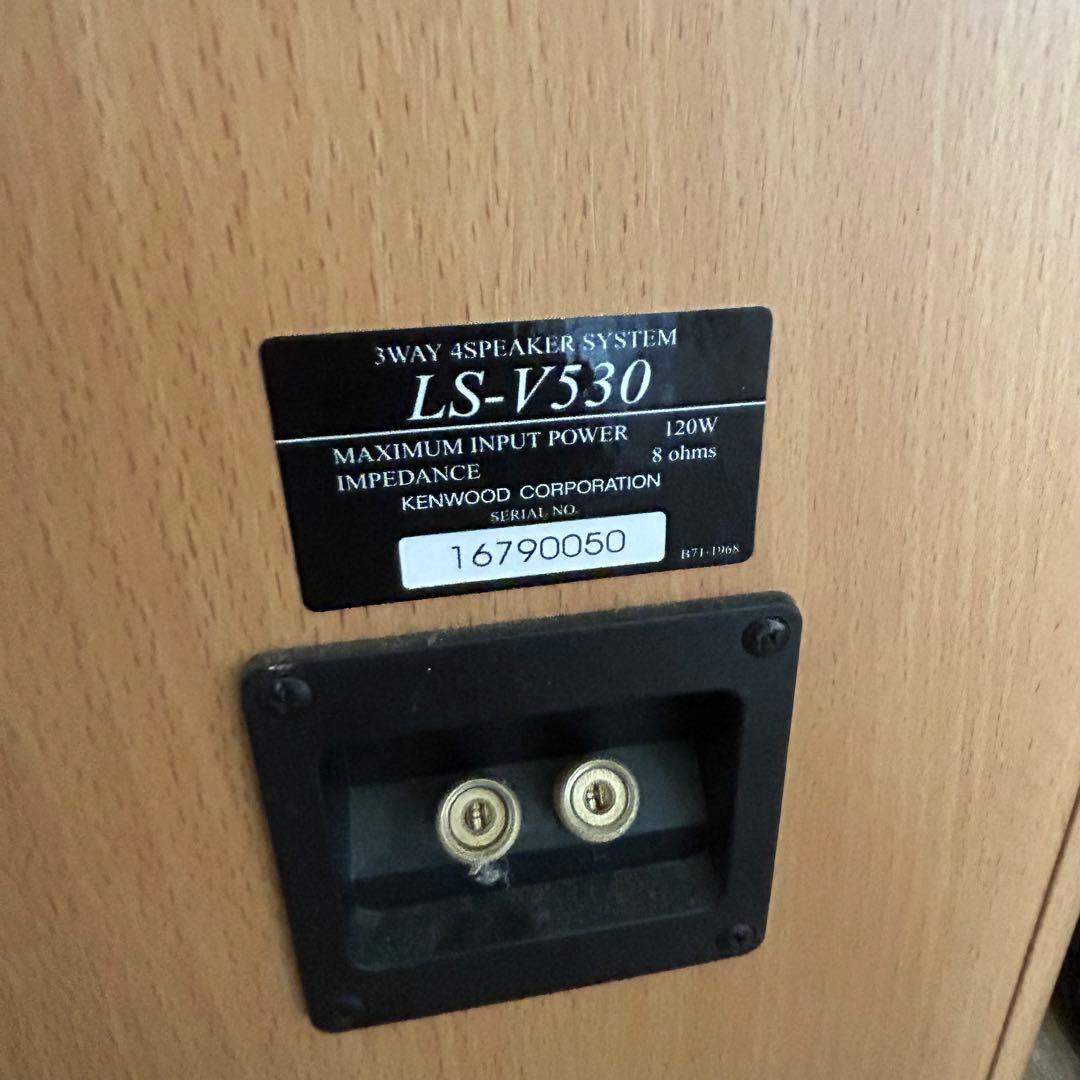 3WAY 4SPEAKER SYSTEM
LS-V530
MAXIMUM INPUT POWER 120W
IMPEDANCE 8 ohms
KENWOOD CORPORATION
SERIAL NO.
16790050
B71-1968